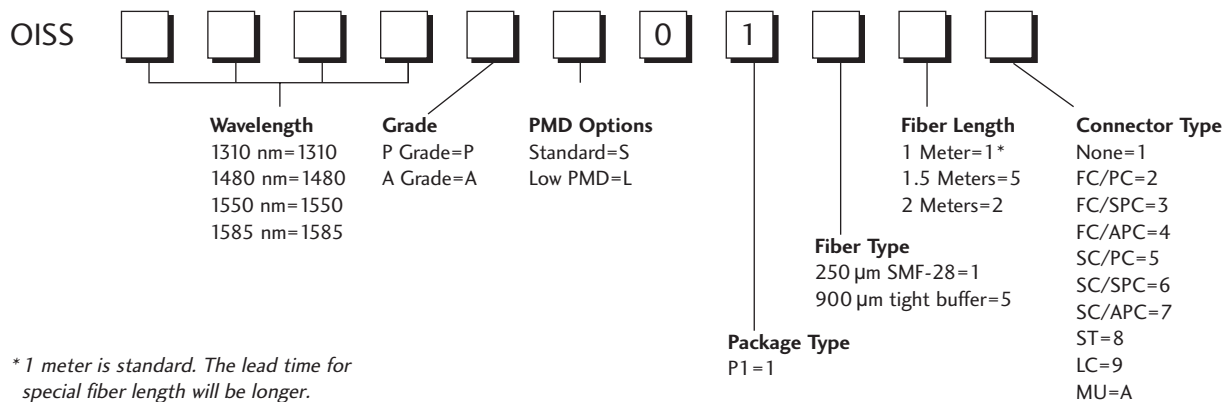 OISS 0 1
Wavelength
1310 nm=1310
1480 nm=1480
1550 nm=1550
1585 nm=1585
Grade
P Grade=P
A Grade=A
PMD Options
Standard=S
Low PMD=L
Fiber Length
1 Meter=1*
1.5 Meters=5
2 Meters=2
Connector Type
None=1
FC/PC=2
FC/SPC=3
FC/APC=4
SC/PC=5
SC/SPC=6
SC/APC=7
ST=8
LC=9
MU=A
Fiber Type
250 µm SMF-28=1
900 µm tight buffer=5
Package Type
P1=1
* 1 meter is standard. The lead time for
special fiber length will be longer.